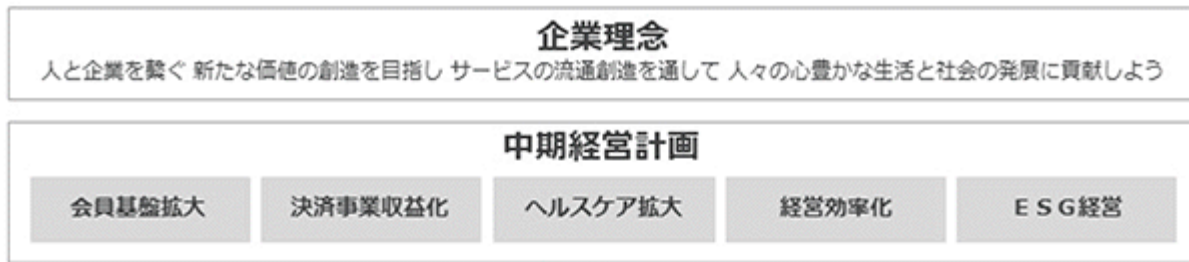 企業理念
人と企業を繋ぐ 新たな価値の創造を目指し サービスの流通創造を通して 人々の心豊かな生活と社会の発展に貢献しよう
中期経営計画
会員基盤拡大
決済事業収益化
ヘルスケア拡大
経営効率化
ＥＳＧ経営